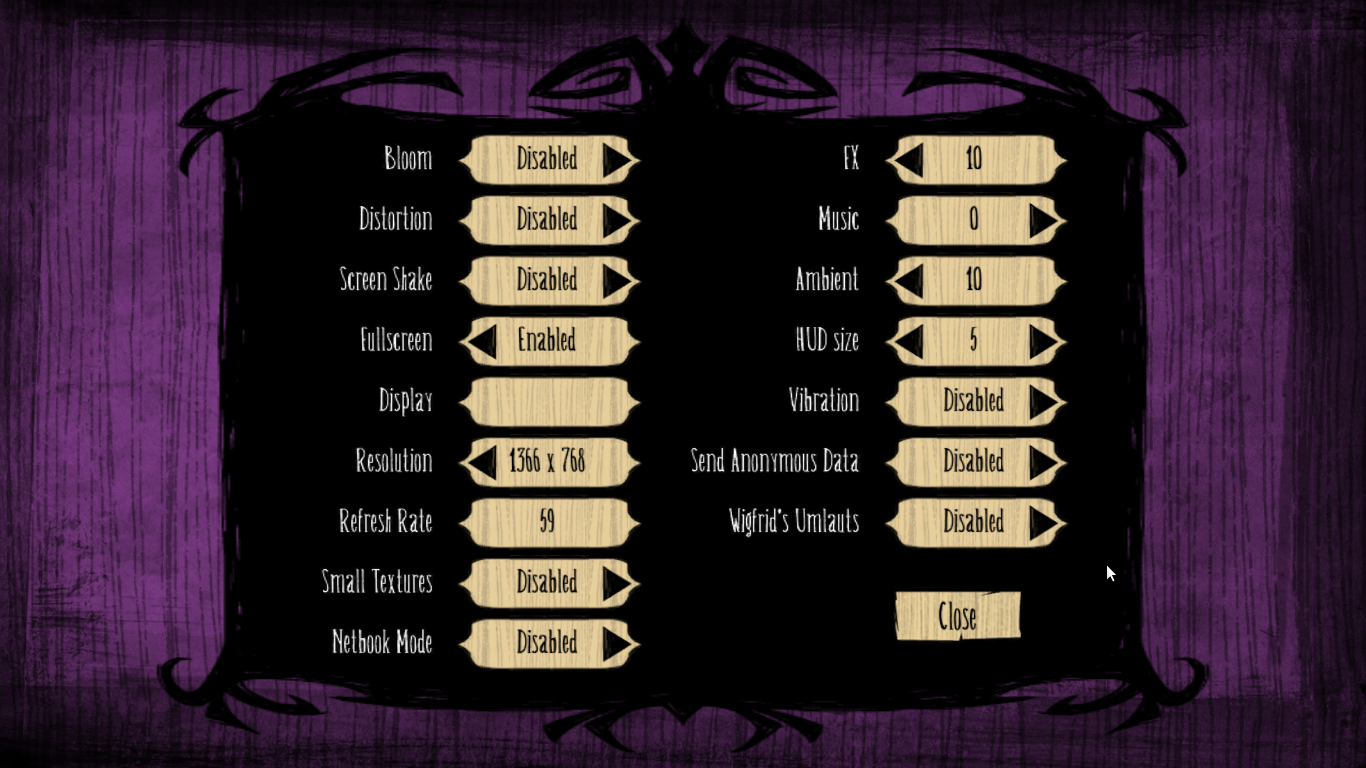 Bloom Disabled
Distortion Disabled
Screen Shake Disabled
Fullscreen Enabled
Display
Resolution 1366 x 768
Refresh Rate 59
Small Textures Disabled
Netbook Mode Disabled
FX 10
Music 0
Ambient 10
HUD size 5
Vibration Disabled
Send Anonymous Data Disabled
Wigfrid's Umlauts Disabled
Close